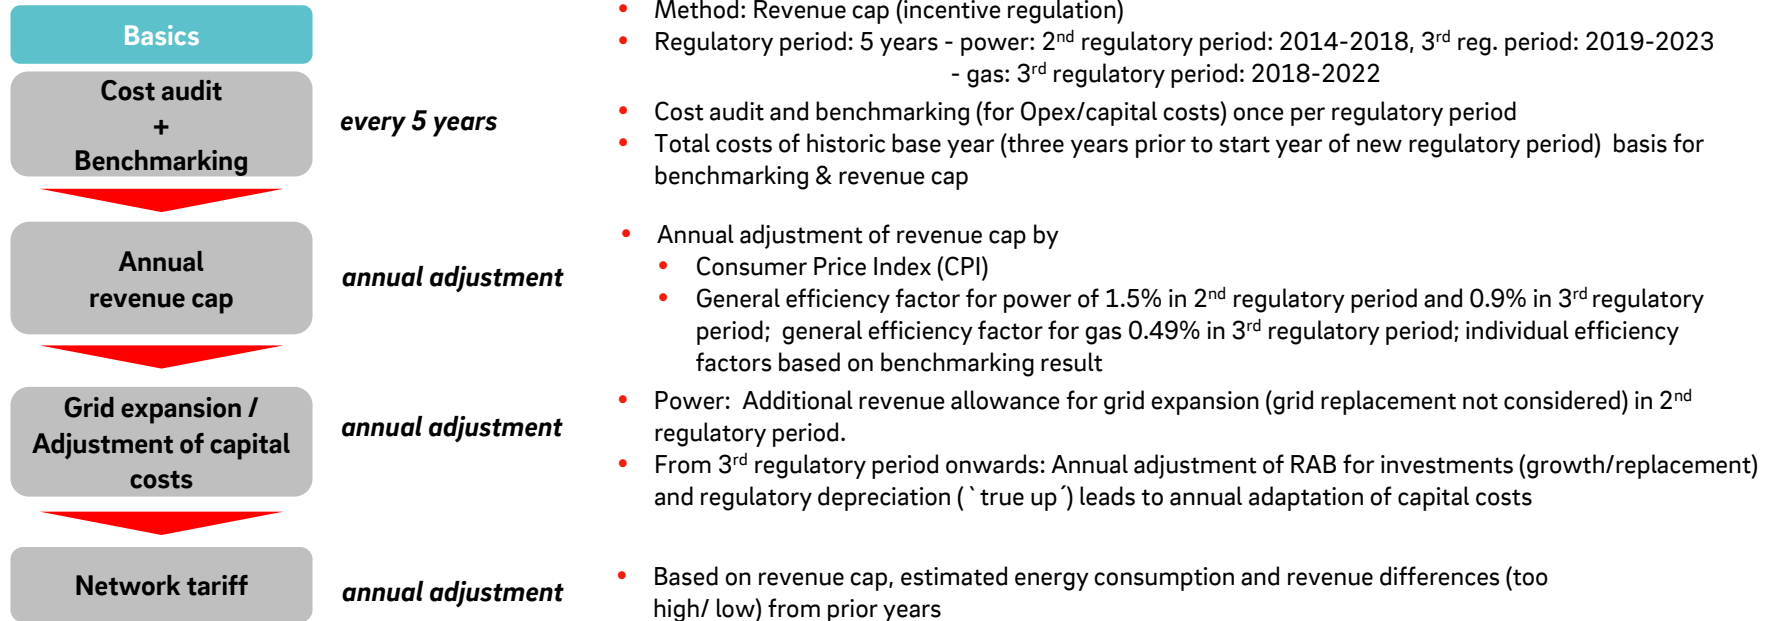 Basics
• Method: Revenue cap (incentive regulation)
• Regulatory period: 5 years - power: 2nd regulatory period: 2014-2018, 3rd reg. period: 2019-2023
- gas: 3rd regulatory period: 2018-2022
Cost audit
+
Benchmarking
every 5 years
• Cost audit and benchmarking (for Opex/capital costs) once per regulatory period
• Total costs of historic base year (three years prior to start year of new regulatory period) basis for
benchmarking & revenue cap
Annual
revenue cap
annual adjustment
• Annual adjustment of revenue cap by
• Consumer Price Index (CPI)
• General efficiency factor for power of 1.5% in 2nd regulatory period and 0.9% in 3rd regulatory
period; general efficiency factor for gas 0.49% in 3rd regulatory period; individual efficiency
factors based on benchmarking result
Grid expansion /
Adjustment of capital
costs
annual adjustment
• Power: Additional revenue allowance for grid expansion (grid replacement not considered) in 2nd
regulatory period.
• From 3rd regulatory period onwards: Annual adjustment of RAB for investments (growth/replacement)
and regulatory depreciation (`true up´) leads to annual adaptation of capital costs
Network tariff
annual adjustment
• Based on revenue cap, estimated energy consumption and revenue differences (too
high/ low) from prior years